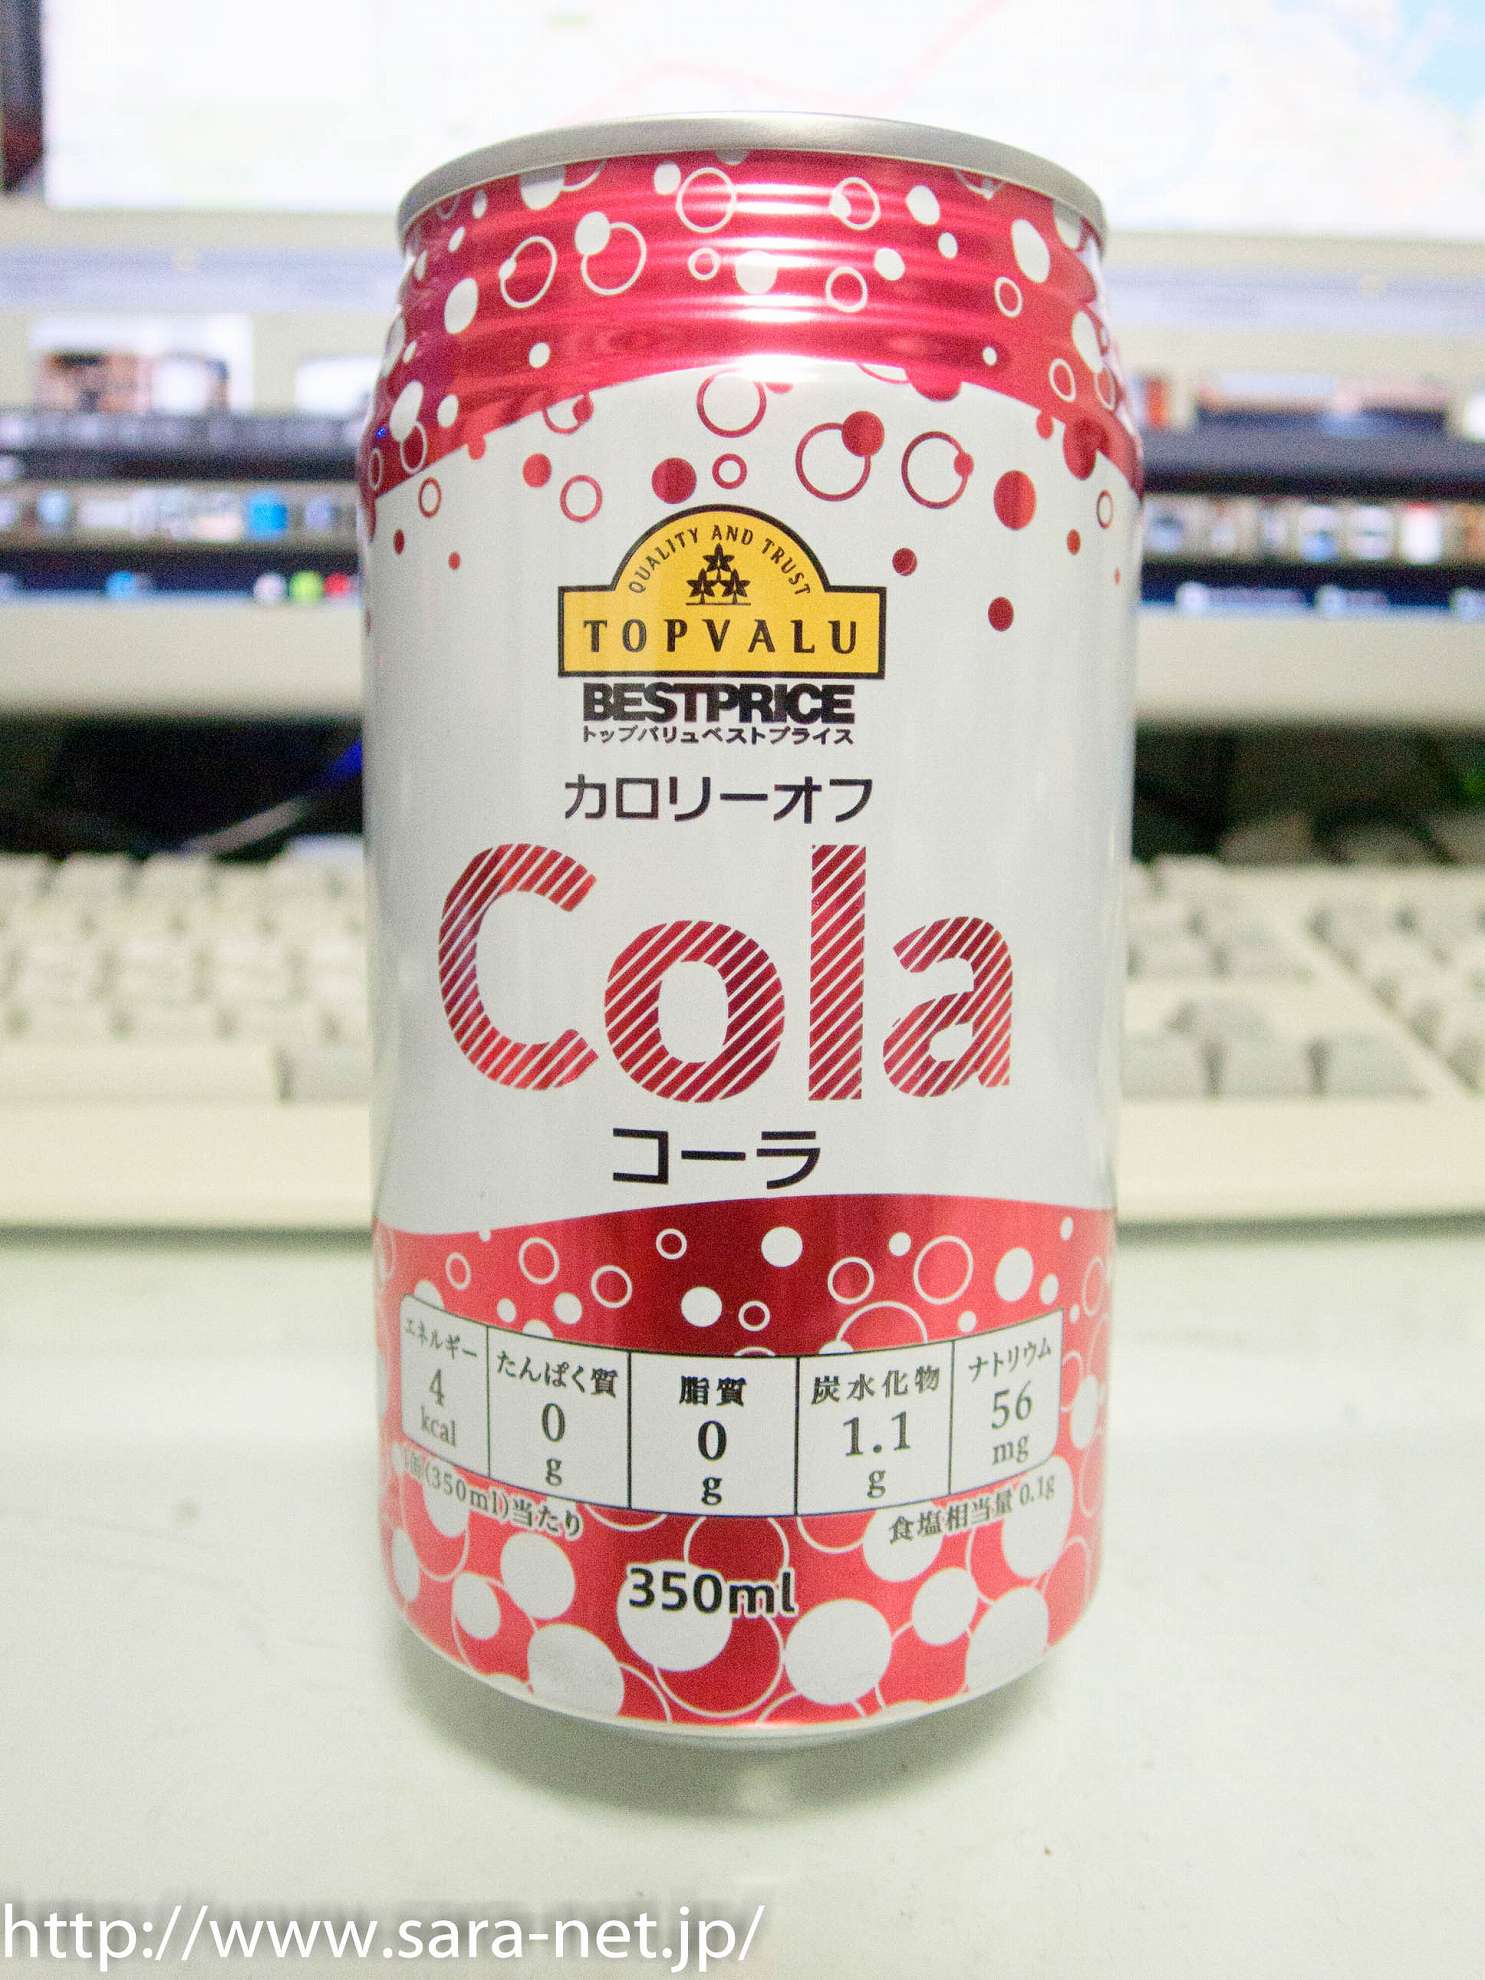 QUALITY AND TRUST
TOPVALU
BESTPRICE
トップバリュベストプライス
カロリーオフ
Cola
コーラ
エネルギー
4
kcal
たんぱく質
0
g
脂質
0
g
炭水化物
1.1
g
ナトリウム
56
mg
1缶(350ml)当たり
食塩相当量 0.1g
350ml
http://www.sara-net.jp/